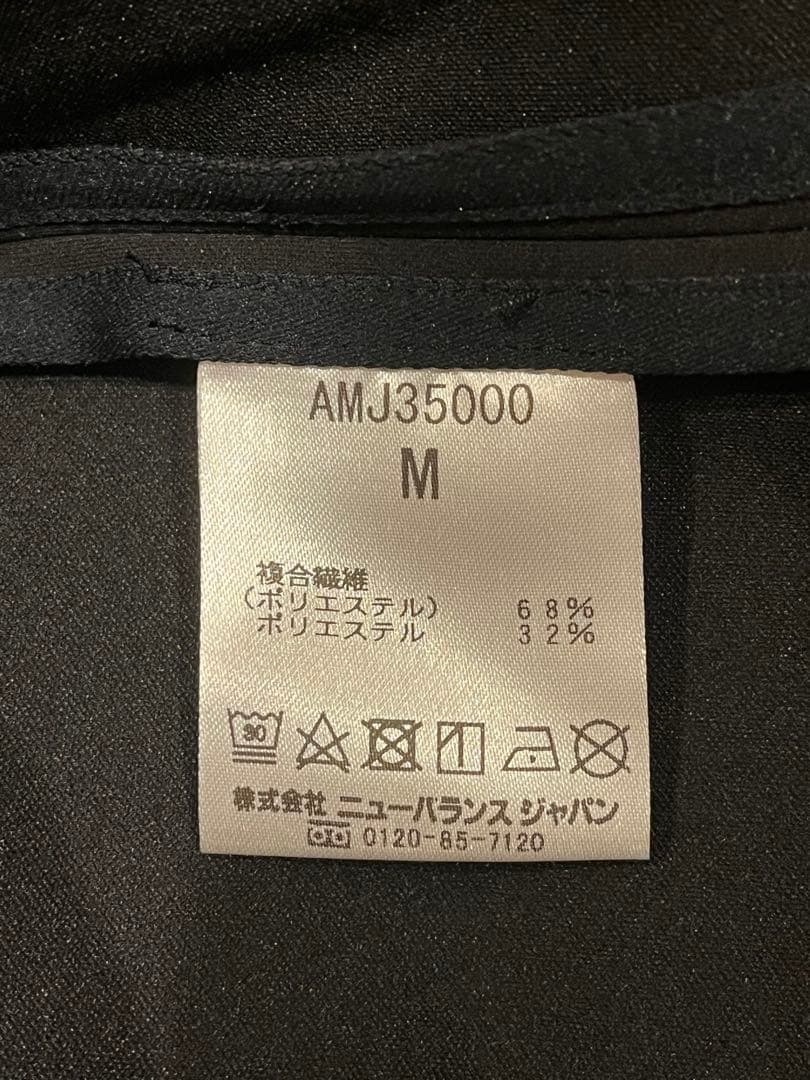 AMJ35000
M
複合繊維
(ポリエステル) 68%
ポリエステル 32%
30
株式会社 ニューバランス ジャパン
0120-85-7120